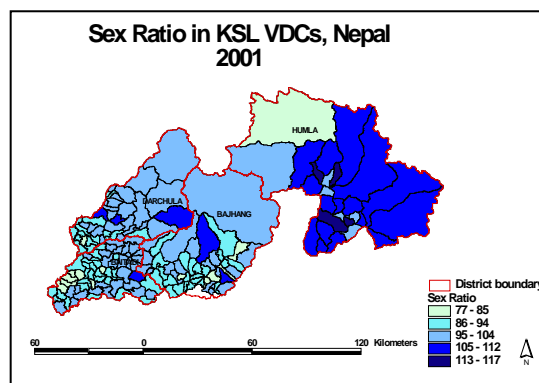 Sex Ratio in KSL VDCs, Nepal
2001
HUMLA
DARCHULA
BAJHANG
BAITADI
District boundary
Sex Ratio
77 - 85
86 - 94
95 - 104
105 - 112
113 - 117
60 0 60 120 Kilometers
N